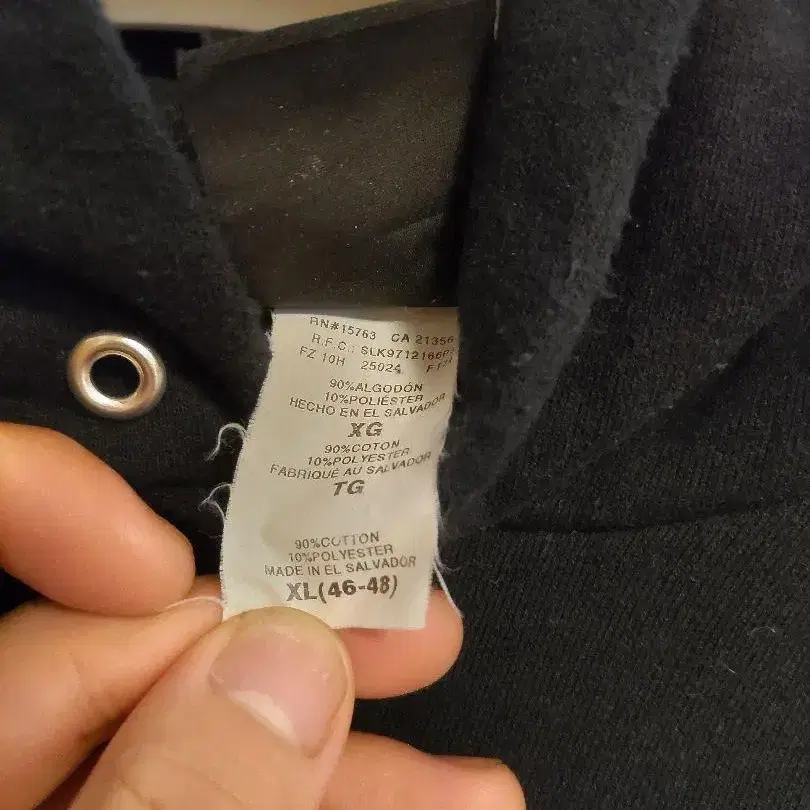 RN#15763 CA 21356
R.F.C.: SLK9712166P
FZ 10H 25024
90%ALGODÓN
10%POLIÉSTER
HECHO EN EL SALVADOR
XG
90%COTON
10%POLYESTER
FABRIQUÉ AU SALVADOR
TG
90%COTTON
10%POLYESTER
MADE IN EL SALVADOR
XL(46-48)